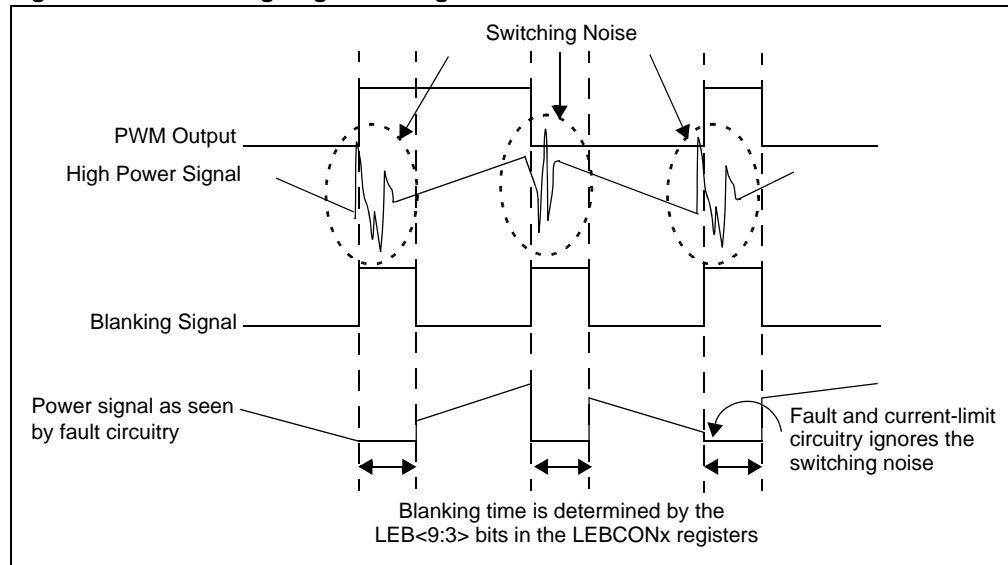 Switching Noise
PWM Output
High Power Signal
Blanking Signal
Power signal as seen
by fault circuitry
Fault and current-limit
circuitry ignores the
switching noise
Blanking time is determined by the
LEB<9:3> bits in the LEBCONx registers